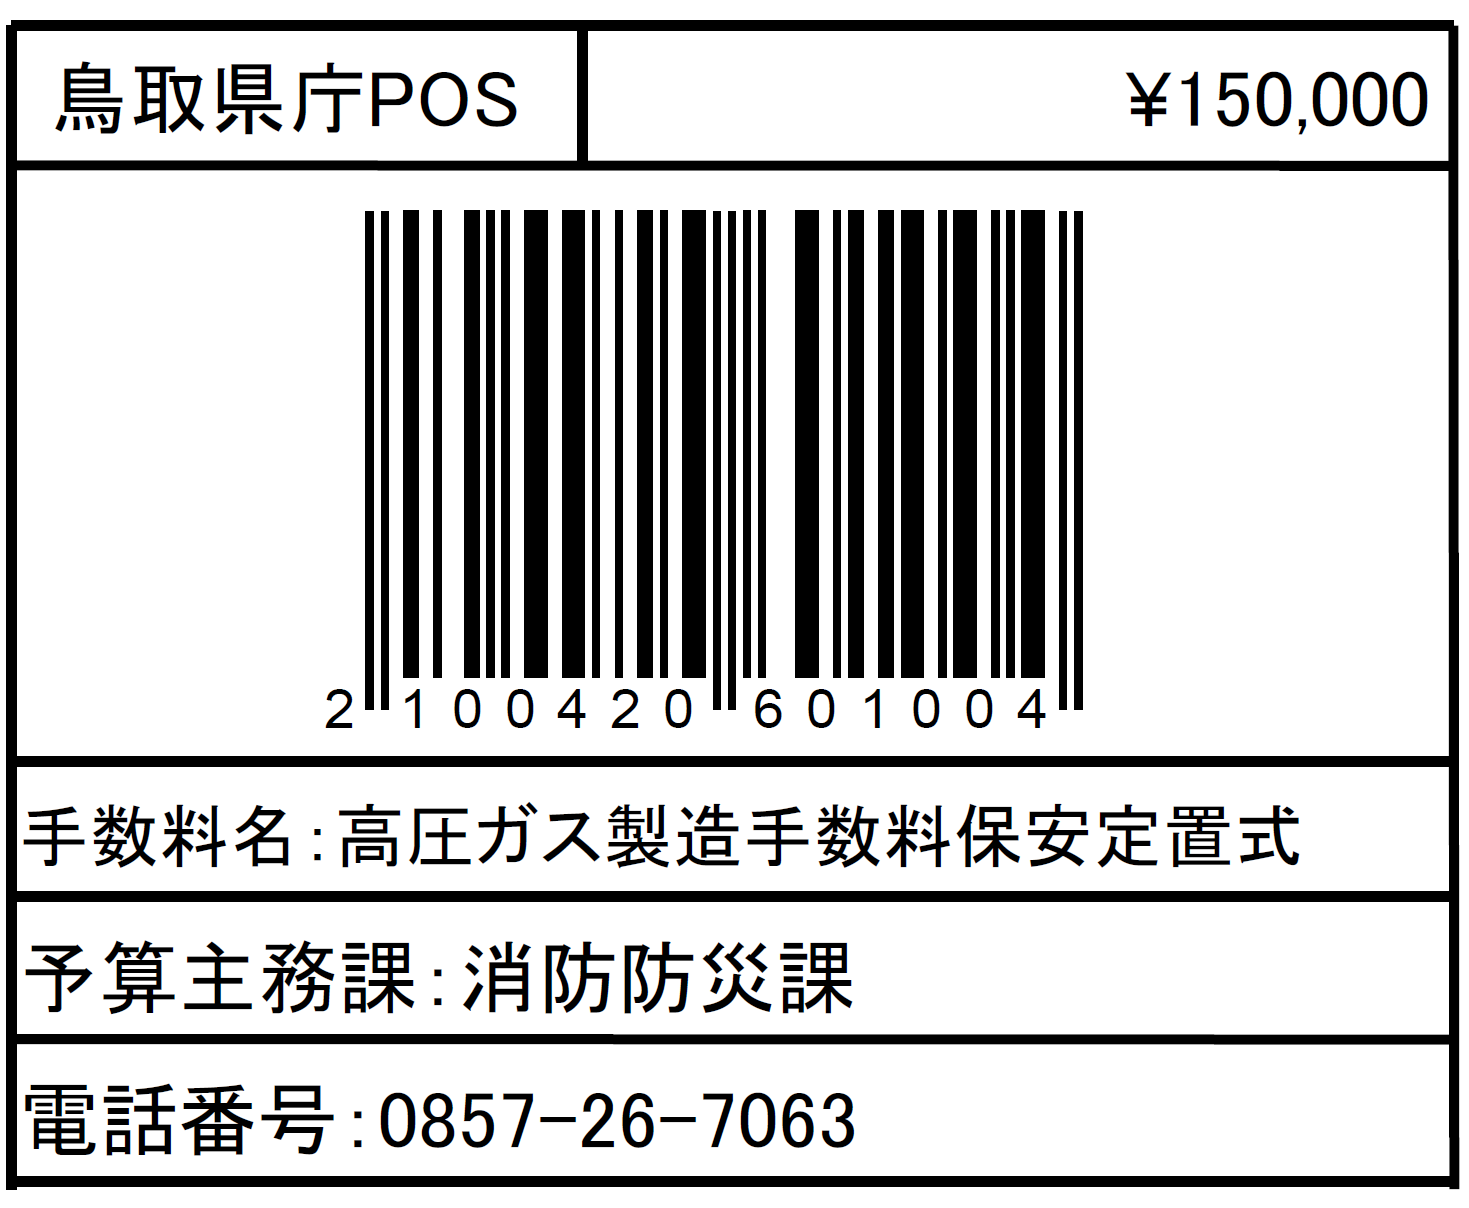 鳥取県庁POS ¥150,000
2 100420 601004
手数料名:高圧ガス製造手数料保安定置式
予算主務課:消防防災課
電話番号:0857-26-7063